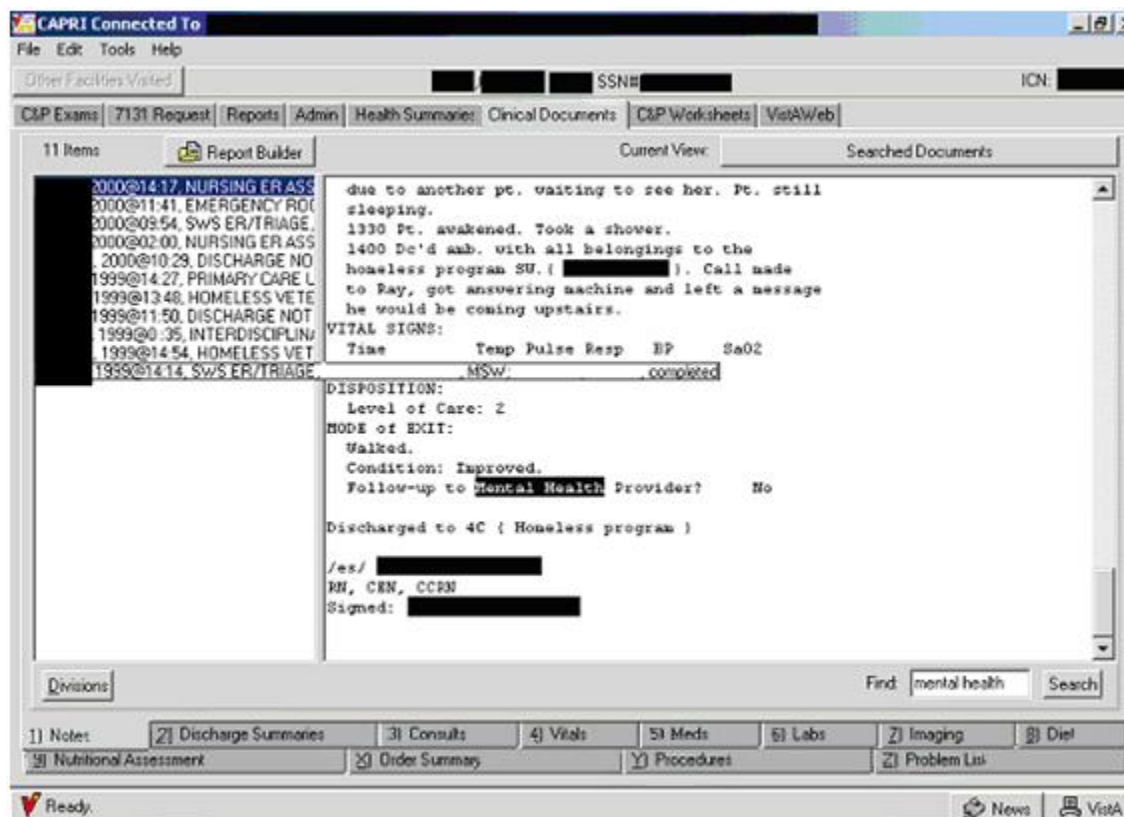 CAPRI Connected To
File Edit Tools Help
Other Facilities Visited SSN# ICN:
C&P Exams 7131 Request Reports Admin Health Summaries Clinical Documents C&P Worksheets VistAWeb
11 Items Report Builder Current View: Searched Documents
2000@14:17, NURSING ER ASS
2000@11:41, EMERGENCY ROO
2000@09:54, SWS ER/TRIAGE,
2000@02:00, NURSING ER ASS
, 2000@10:29, DISCHARGE NO
1999@14:27, PRIMARY CARE U
1999@13:48, HOMELESS VETE
1999@11:50, DISCHARGE NOT
, 1999@0:35, INTERDISCIPLINA
, 1999@14:54, HOMELESS VET
1999@14:14, SWS ER/TRIAGE, , MSW; , completed
due to another pt. waiting to see her. Pt. still
sleeping.
1330 Pt. awakened. Took a shower.
1400 Dc'd amb. with all belongings to the
homeless program SW.( ). Call made
to Ray, got answering machine and left a message
he would be coming upstairs.
VITAL SIGNS:
Time Temp Pulse Resp BP SaO2
DISPOSITION:
Level of Care: 2
MODE of EXIT:
Walked.
Condition: Improved.
Follow-up to Mental Health Provider? No
Discharged to 4C ( Homeless program )
/es/
RN, CEN, CCRN
Signed:
Divisions Find: mental health Search
1) Notes 2) Discharge Summaries 3) Consults 4) Vitals 5) Meds 6) Labs 7) Imaging 8) Diet
9) Nutritional Assessment X) Order Summary Y) Procedures Z) Problem List
Ready. News VistA